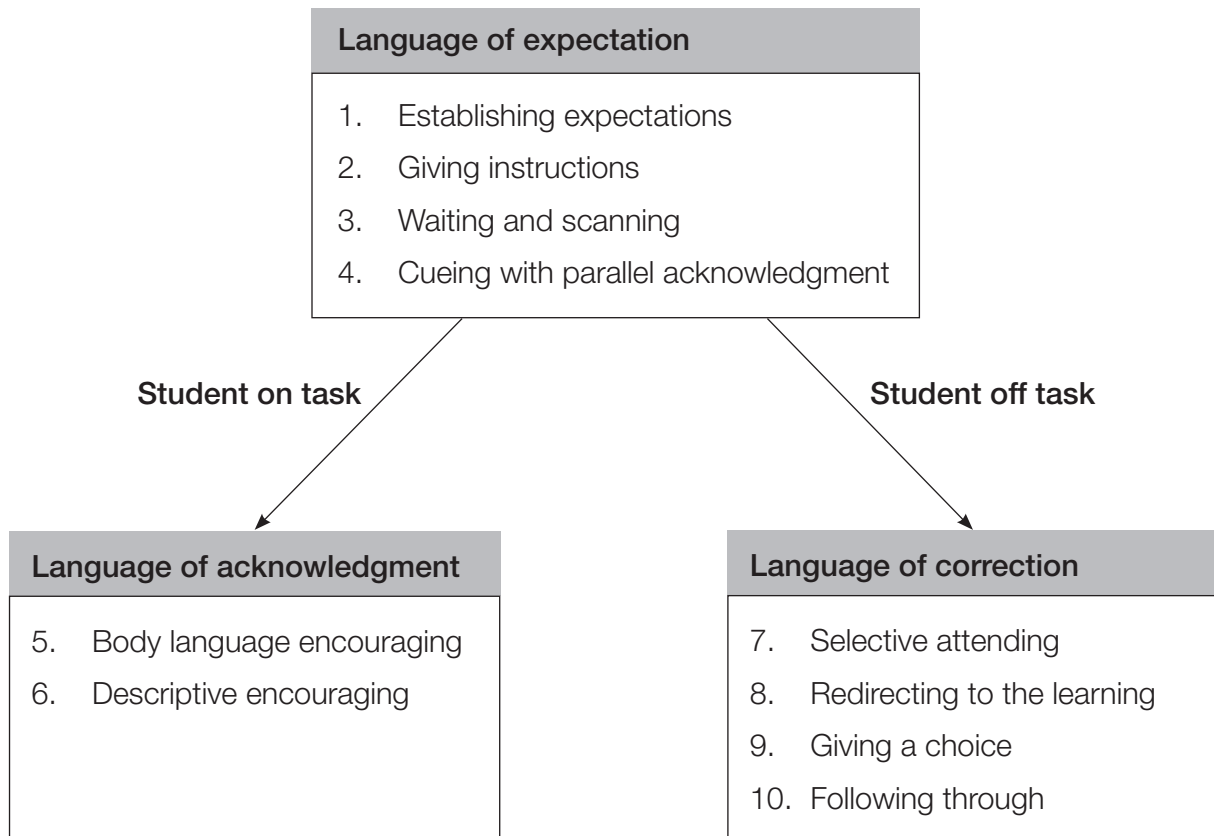 Language of expectation
1. Establishing expectations
2. Giving instructions
3. Waiting and scanning
4. Cueing with parallel acknowledgment
Student on task
Student off task
Language of acknowledgment
5. Body language encouraging
6. Descriptive encouraging
Language of correction
7. Selective attending
8. Redirecting to the learning
9. Giving a choice
10. Following through